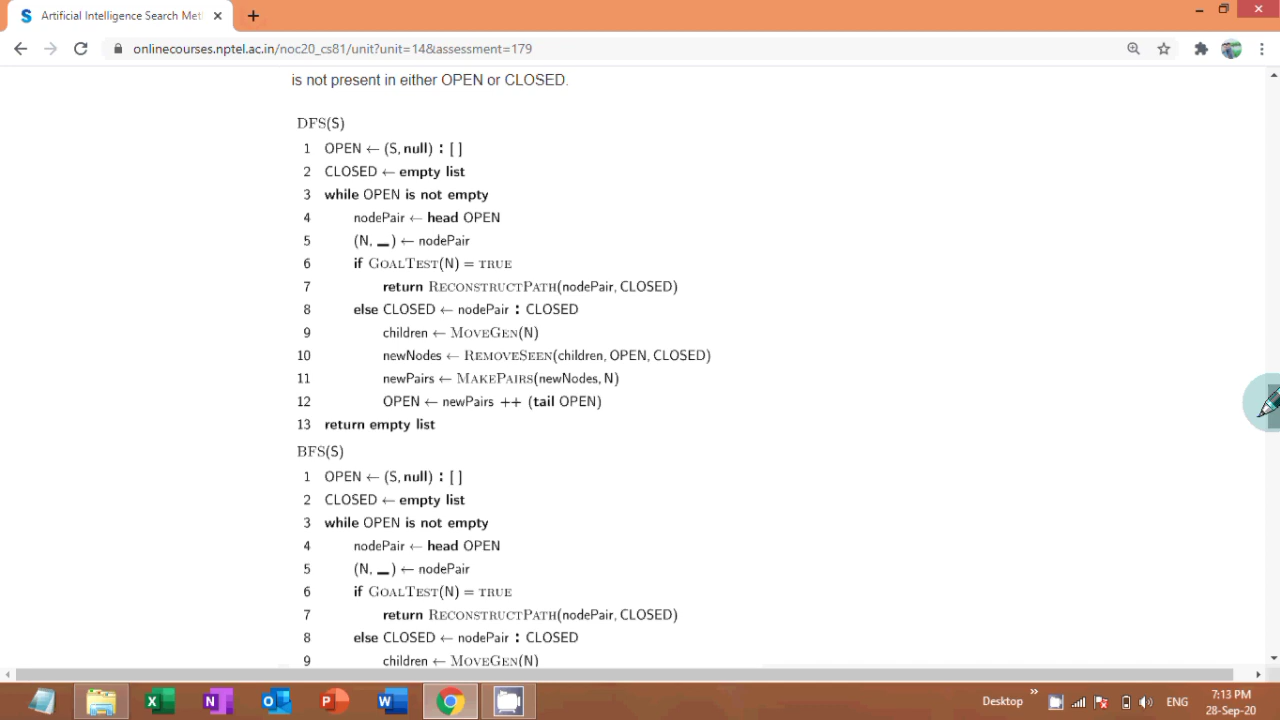 Artificial Intelligence Search Met
onlinecourses.nptel.ac.in/noc20_cs81/unit?unit=14&assessment=179
is not present in either OPEN or CLOSED.
DFS(S)
1 OPEN ← (S, null) : [ ]
2 CLOSED ← empty list
3 while OPEN is not empty
4 nodePair ← head OPEN
5 (N, _) ← nodePair
6 if GOALTEST(N) = TRUE
7 return RECONSTRUCTPATH(nodePair, CLOSED)
8 else CLOSED ← nodePair : CLOSED
9 children ← MOVEGEN(N)
10 newNodes ← REMOVESEEN(children, OPEN, CLOSED)
11 newPairs ← MAKEPAIRS(newNodes, N)
12 OPEN ← newPairs ++ (tail OPEN)
13 return empty list
BFS(S)
1 OPEN ← (S, null) : [ ]
2 CLOSED ← empty list
3 while OPEN is not empty
4 nodePair ← head OPEN
5 (N, _) ← nodePair
6 if GOALTEST(N) = TRUE
7 return RECONSTRUCTPATH(nodePair, CLOSED)
8 else CLOSED ← nodePair : CLOSED
9 children ← MOVEGEN(N)
Desktop
ENG
7:13 PM
28-Sep-20